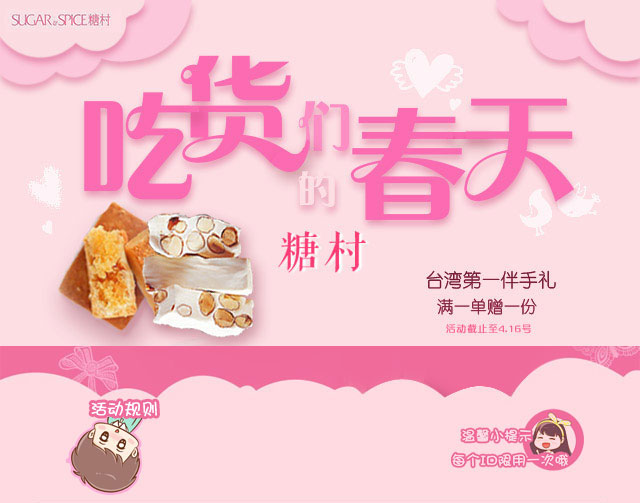 SUGAR&SPICE糖村
吃货们的春天
糖村
台湾第一伴手礼
满一单赠一份
活动截止至4.16号
活动规则
温馨小提示
每个ID限用一次哦